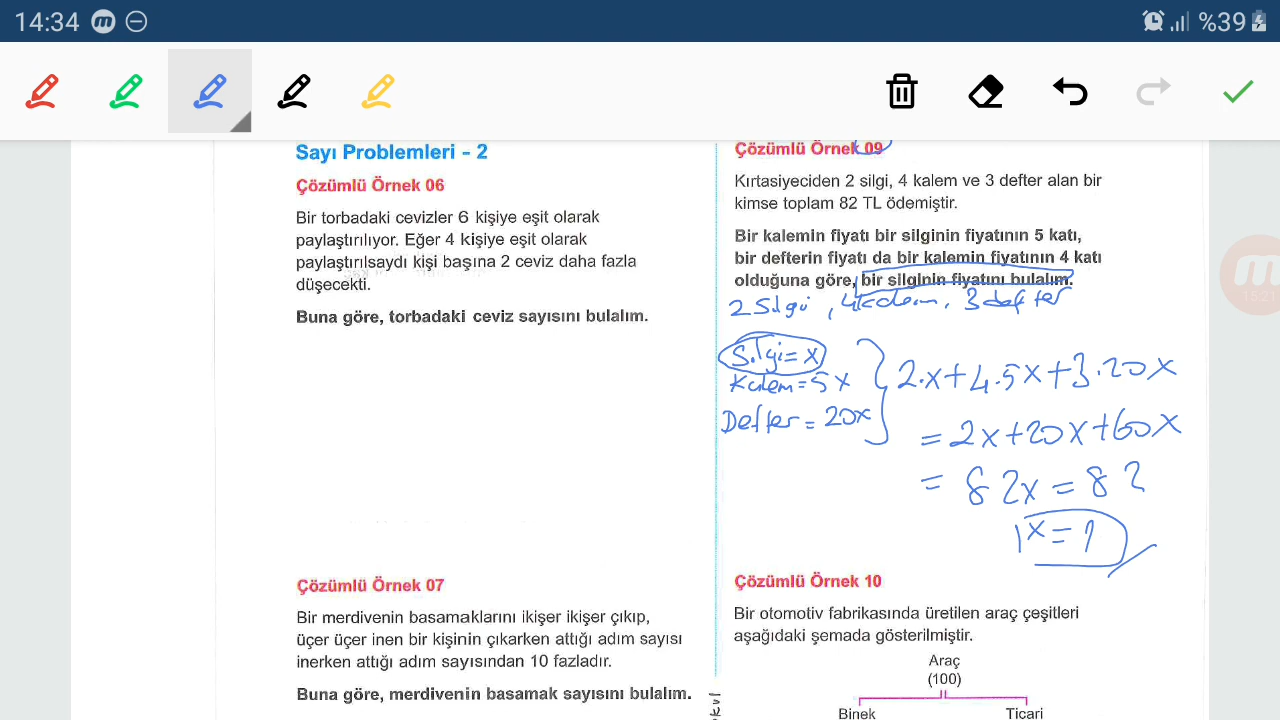 14:34
%39
Sayı Problemleri - 2
Çözümlü Örnek 06
Bir torbadaki cevizler 6 kişiye eşit olarak
paylaştırılıyor. Eğer 4 kişiye eşit olarak
paylaştırılsaydı kişi başına 2 ceviz daha fazla
düşecekti.
Buna göre, torbadaki ceviz sayısını bulalım.
Çözümlü Örnek 07
Bir merdivenin basamaklarını ikişer ikişer çıkıp,
üçer üçer inen bir kişinin çıkarken attığı adım sayısı
inerken attığı adım sayısından 10 fazladır.
Buna göre, merdivenin basamak sayısını bulalım.
Çözümlü Örnek 09
Kırtasiyeciden 2 silgi, 4 kalem ve 3 defter alan bir
kimse toplam 82 TL ödemiştir.
Bir kalemin fiyatı bir silginin fiyatının 5 katı,
bir defterin fiyatı da bir kalemin fiyatının 4 katı
olduğuna göre, bir silginin fiyatını bulalım.
2 silgi, 4 kalem, 3 defter
Silgi = x
Kalem = 5x
Defter = 20x
2.x+4.5x+3.20x
= 2x+20x+60x
= 82x = 82
x = 1
Çözümlü Örnek 10
Bir otomotiv fabrikasında üretilen araç çeşitleri
aşağıdaki şemada gösterilmiştir.
Araç
(100)
Binek
Ticari